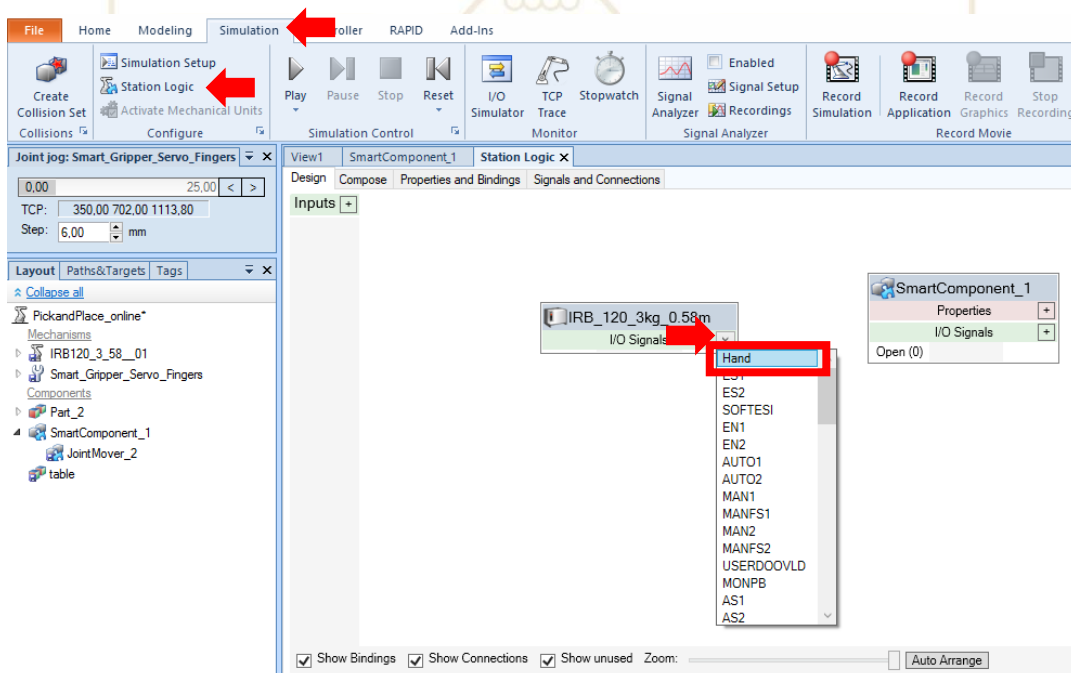 File Home Modeling Simulation roller RAPID Add-Ins
Create Collision Set
Simulation Setup
Station Logic
Activate Mechanical Units
Play Pause Stop Reset
I/O Simulator
TCP Trace
Stopwatch
Signal Analyzer
Enabled
Signal Setup
Recordings
Record Simulation
Record Application
Record Graphics
Stop Recording
Collisions Configure Simulation Control Monitor Signal Analyzer Record Movie
Joint jog: Smart_Gripper_Servo_Fingers
0,00 25,00 < >
TCP: 350,00 702,00 1113,80
Step: 6,00 mm
Layout Paths&Targets Tags
Collapse all
PickandPlace_online*
Mechanisms
IRB120_3_58__01
Smart_Gripper_Servo_Fingers
Components
Part_2
SmartComponent_1
JointMover_2
table
View1 SmartComponent_1 Station Logic
Design Compose Properties and Bindings Signals and Connections
Inputs +
IRB_120_3kg_0.58m
I/O Signals
Hand
ES1
ES2
SOFTESI
EN1
EN2
AUTO1
AUTO2
MAN1
MANFS1
MAN2
MANFS2
USERDOOVLD
MONPB
AS1
AS2
SmartComponent_1
Properties +
I/O Signals +
Open (0)
Show Bindings Show Connections Show unused Zoom: Auto Arrange